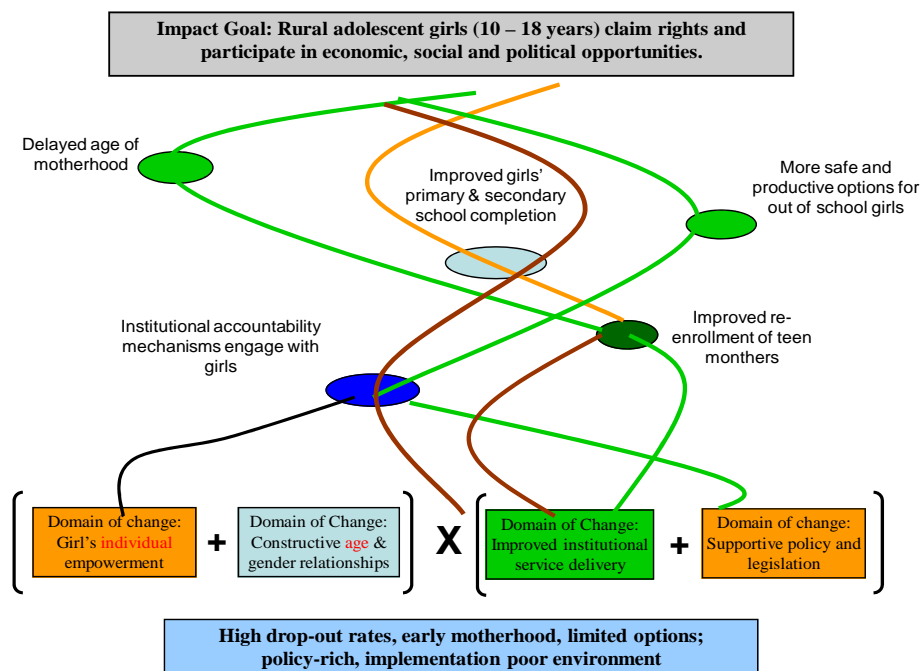 Impact Goal: Rural adolescent girls (10 – 18 years) claim rights and
participate in economic, social and political opportunities.
Delayed age of
motherhood
Improved girls'
primary & secondary
school completion
More safe and
productive options for
out of school girls
Institutional accountability
mechanisms engage with
girls
Improved re-
enrollment of teen
monthers
Domain of change:
Girl's individual
empowerment
+
Domain of Change:
Constructive age &
gender relationships
X
Domain of Change:
Improved institutional
service delivery
+
Domain of change:
Supportive policy and
legislation
High drop-out rates, early motherhood, limited options;
policy-rich, implementation poor environment